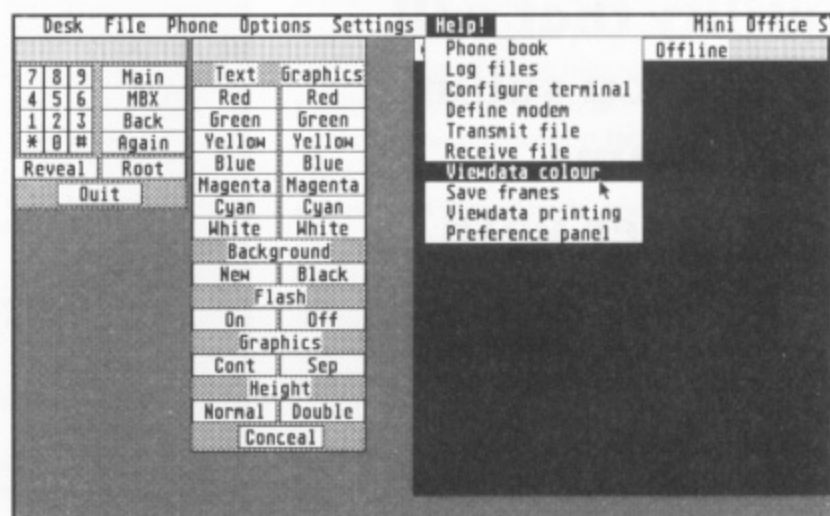 Desk File Phone Options Settings Help! Mini Office S
7 8 9 Main
4 5 6 MBX
1 2 3 Back
* 0 # Again
Reveal Root
Quit
Text Graphics
Red Red
Green Green
Yellow Yellow
Blue Blue
Magenta Magenta
Cyan Cyan
White White
Background
New Black
Flash
On Off
Graphics
Cont Sep
Height
Normal Double
Conceal
Phone book
Log files
Configure terminal
Define modem
Transmit file
Receive file
Viewdata colour
Save frames
Viewdata printing
Preference panel
Offline